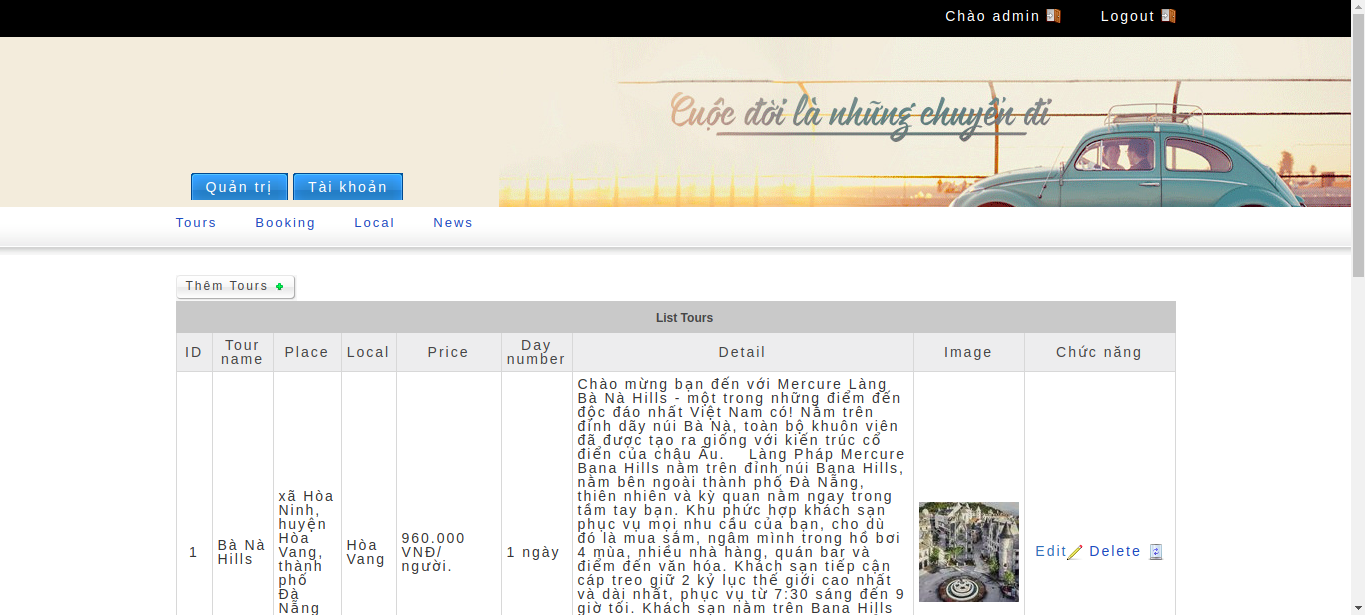 Chào admin Logout
Cuộc đời là những chuyến đi
Quản trị Tài khoản
Tours Booking Local News
Thêm Tours
List Tours
ID Tour name Place Local Price Day number Detail Image Chức năng
1
Bà Nà
Hills
xã Hòa
Ninh,
huyện
Hòa
Vang,
thành
phố
Đà
Nẵng
Hòa
Vang
960.000
VNĐ/
người.
1 ngày
Chào mừng bạn đến với Mercure Làng
Bà Nà Hills - một trong những điểm đến
độc đáo nhất Việt Nam có! Nằm trên
đỉnh dãy núi Bà Nà, toàn bộ khuôn viên
đã được tạo ra giống với kiến trúc cổ
điển của châu Âu. Làng Pháp Mercure
Bana Hills nằm trên đỉnh núi Bana Hills,
nằm bên ngoài thành phố Đà Nẵng,
thiên nhiên và kỳ quan nằm ngay trong
tầm tay bạn. Khu phức hợp khách sạn
phục vụ mọi nhu cầu của bạn, cho dù
đó là mua sắm, ngâm mình trong hồ bơi
4 mùa, nhiều nhà hàng, quán bar và
điểm đến văn hóa. Khách sạn tiếp cận
cáp treo giữ 2 kỷ lục thế giới cao nhất
và dài nhất, phục vụ từ 7:30 sáng đến 9
giờ tối. Khách sạn nằm trên Bana Hills
Edit Delete